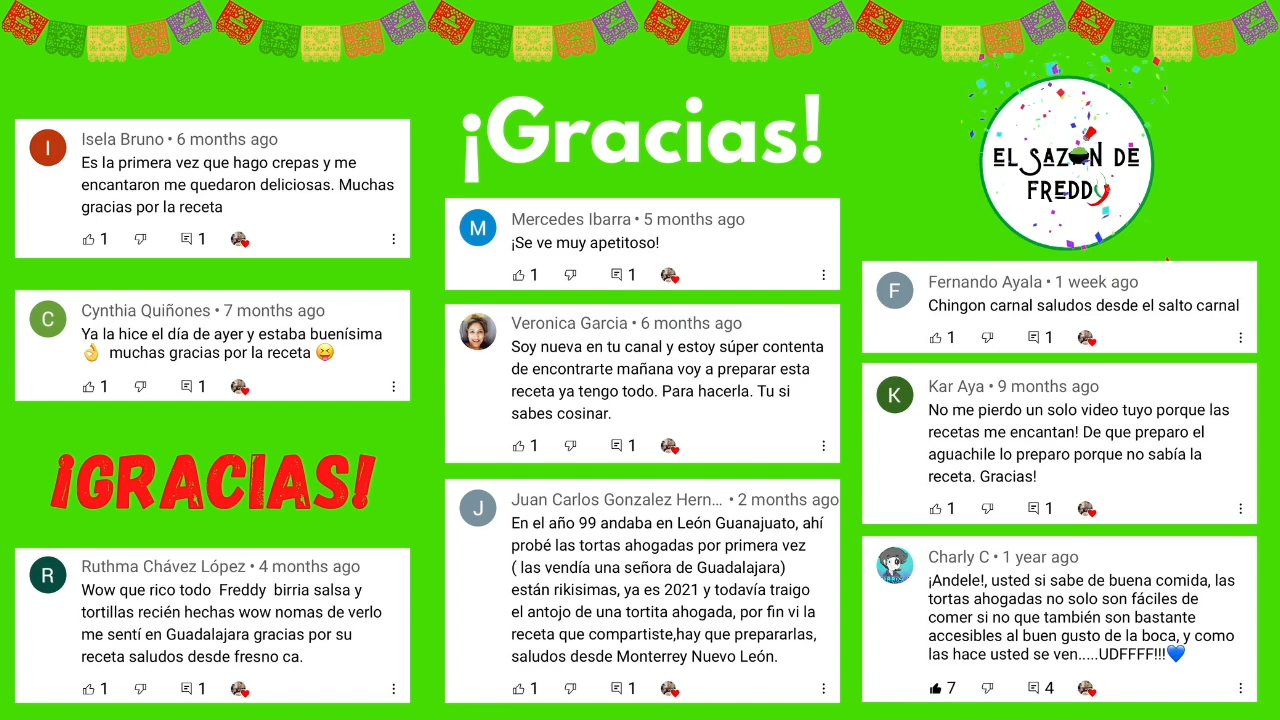 Isela Bruno • 6 months ago
Es la primera vez que hago crepas y me
encantaron me quedaron deliciosas. Muchas
gracias por la receta
1 1
Cynthia Quiñones • 7 months ago
Ya la hice el día de ayer y estaba buenísima
👌 muchas gracias por la receta 😝
1 1
¡GRACIAS!
Ruthma Chávez López • 4 months ago
Wow que rico todo Freddy birria salsa y
tortillas recién hechas wow nomas de verlo
me sentí en Guadalajara gracias por su
receta saludos desde fresno ca.
1 1
¡Gracias!
Mercedes Ibarra • 5 months ago
¡Se ve muy apetitoso!
1 1
Veronica Garcia • 6 months ago
Soy nueva en tu canal y estoy súper contenta
de encontrarte mañana voy a preparar esta
receta ya tengo todo. Para hacerla. Tu si
sabes cosinar.
1 1
Juan Carlos Gonzalez Hern... • 2 months ago
En el año 99 andaba en León Guanajuato, ahí
probé las tortas ahogadas por primera vez
( las vendía una señora de Guadalajara)
están rikisimas, ya es 2021 y todavía traigo
el antojo de una tortita ahogada, por fin vi la
receta que compartiste,hay que prepararlas,
saludos desde Monterrey Nuevo León.
1 1
EL SAZÓN DE
FREDDY
Fernando Ayala • 1 week ago
Chingon carnal saludos desde el salto carnal
1 1
Kar Aya • 9 months ago
No me pierdo un solo video tuyo porque las
recetas me encantan! De que preparo el
aguachile lo preparo porque no sabía la
receta. Gracias!
1 1
Charly C • 1 year ago
¡Andele!, usted si sabe de buena comida, las
tortas ahogadas no solo son fáciles de
comer si no que también son bastante
accesibles al buen gusto de la boca, y como
las hace usted se ven.....UDFFFF!!!💙
7 4